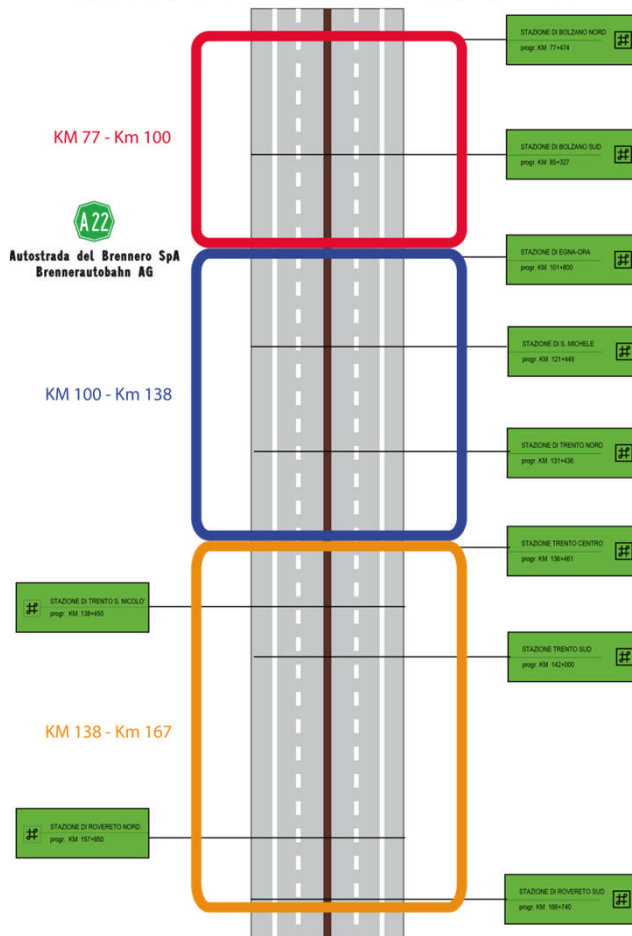 STAZIONE DI BOLZANO NORD
progr. KM 77+474
KM 77 - Km 100
STAZIONE DI BOLZANO SUD
progr. KM 85+327
A22
Autostrada del Brennero SpA
Brennerautobahn AG
STAZIONE DI EGNA-ORA
progr. KM 101+800
STAZIONE DI S. MICHELE
progr. KM 121+449
KM 100 - Km 138
STAZIONE DI TRENTO NORD
progr. KM 131+436
STAZIONE TRENTO CENTRO
progr. KM 136+461
STAZIONE DI TRENTO S. NICOLO'
progr. KM 138+450
STAZIONE TRENTO SUD
progr. KM 142+000
KM 138 - Km 167
STAZIONE DI ROVERETO NORD
progr. KM 157+850
STAZIONE DI ROVERETO SUD
progr. KM 166+740